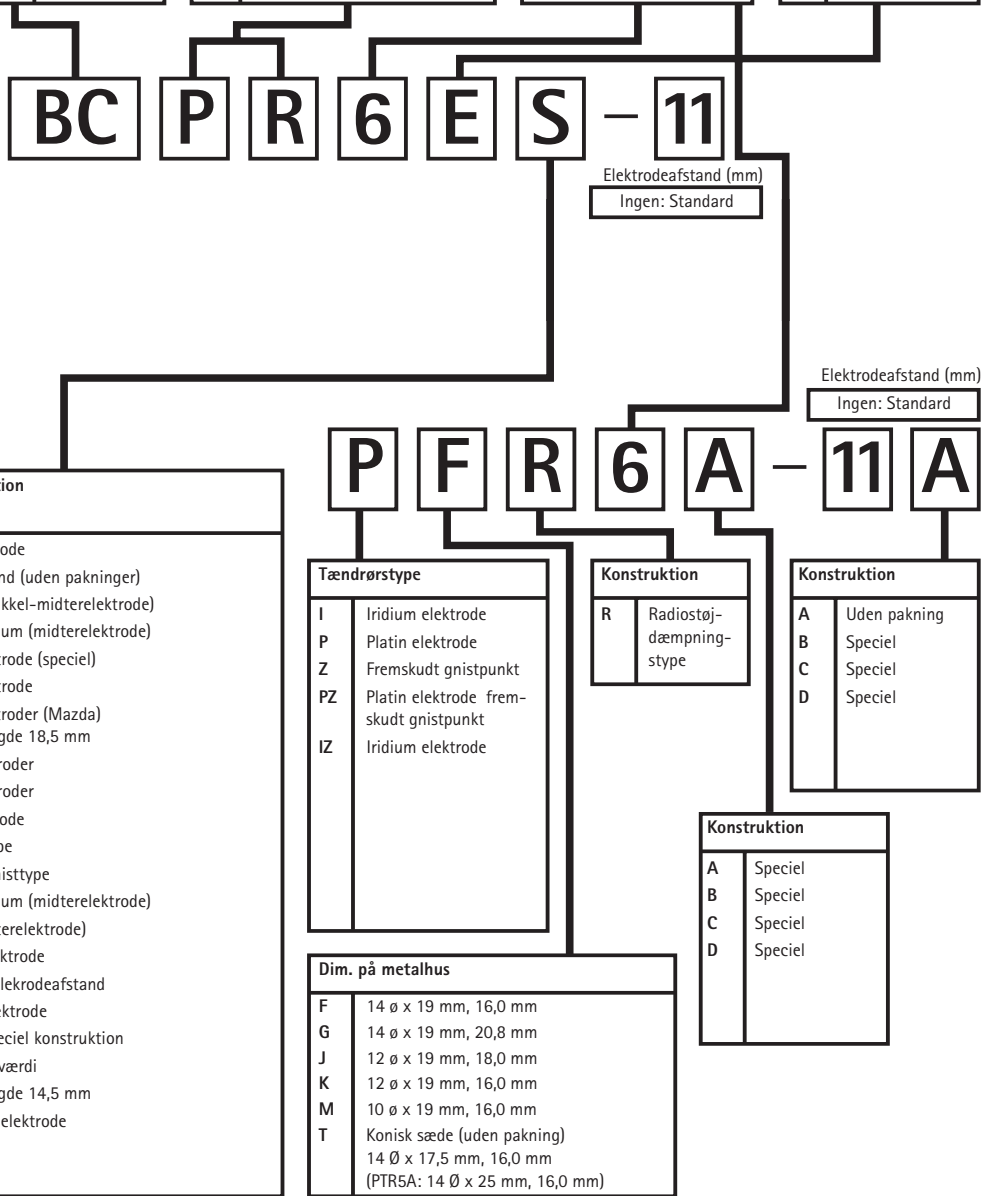 BC P R 6 E S – 11
Elektrodeafstand (mm)
Ingen: Standard
Elektrodeafstand (mm)
Ingen: Standard
P F R 6 A – 11 A
tion
ode
nd (uden pakninger)
kkel-midterelektrode)
um (midterelektrode)
rode (speciel)
rode
roder (Mazda)
gde 18,5 mm
roder
roder
ode
pe
isttype
um (midterelektrode)
terelektrode)
ktrode
lekrodeafstand
ektrode
eciel konstruktion
værdi
gde 14,5 mm
elektrode
Tændrørstype
I Iridium elektrode
P Platin elektrode
Z Fremskudt gnistpunkt
PZ Platin elektrode frem-
skudt gnistpunkt
IZ Iridium elektrode
Konstruktion
R Radiostøj-
dæmpning-
stype
Konstruktion
A Uden pakning
B Speciel
C Speciel
D Speciel
Konstruktion
A Speciel
B Speciel
C Speciel
D Speciel
Dim. på metalhus
F 14 ø x 19 mm, 16,0 mm
G 14 ø x 19 mm, 20,8 mm
J 12 ø x 19 mm, 18,0 mm
K 12 ø x 19 mm, 16,0 mm
M 10 ø x 19 mm, 16,0 mm
T Konisk sæde (uden pakning)
14 Ø x 17,5 mm, 16,0 mm
(PTR5A: 14 Ø x 25 mm, 16,0 mm)